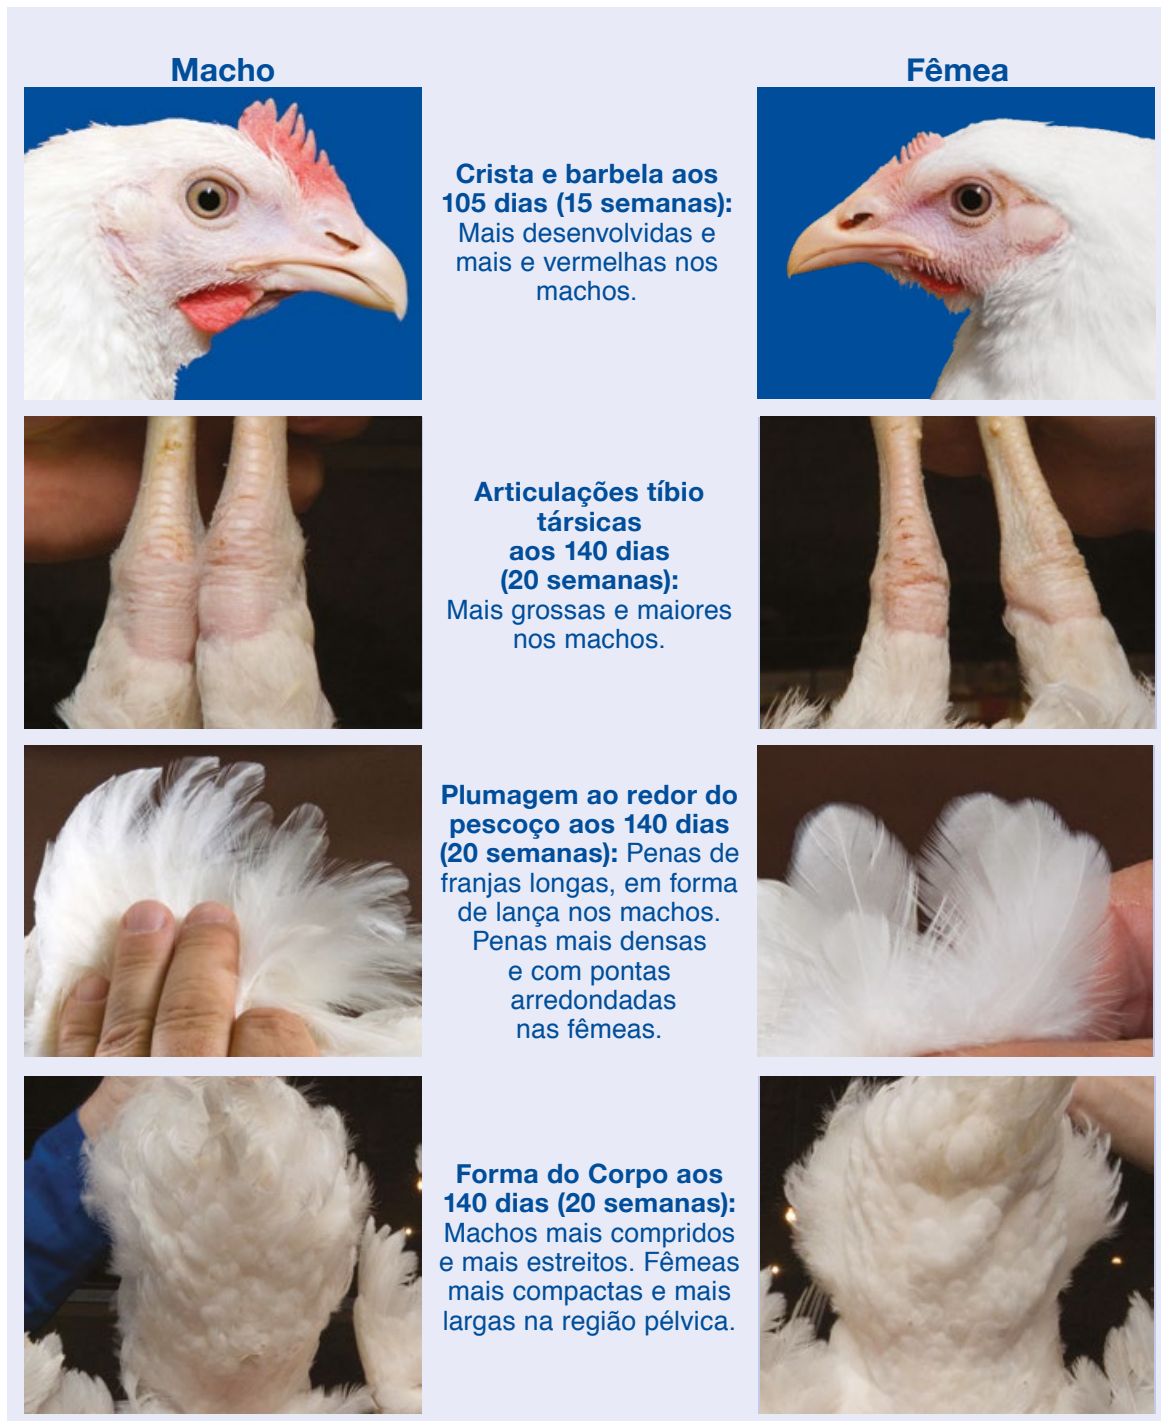 Macho
Fêmea
Crista e barbela aos
105 dias (15 semanas):
Mais desenvolvidas e
mais e vermelhas nos
machos.
Articulações tíbio
társicas
aos 140 dias
(20 semanas):
Mais grossas e maiores
nos machos.
Plumagem ao redor do
pescoço aos 140 dias
(20 semanas): Penas de
franjas longas, em forma
de lança nos machos.
Penas mais densas
e com pontas
arredondadas
nas fêmeas.
Forma do Corpo aos
140 dias (20 semanas):
Machos mais compridos
e mais estreitos. Fêmeas
mais compactas e mais
largas na região pélvica.